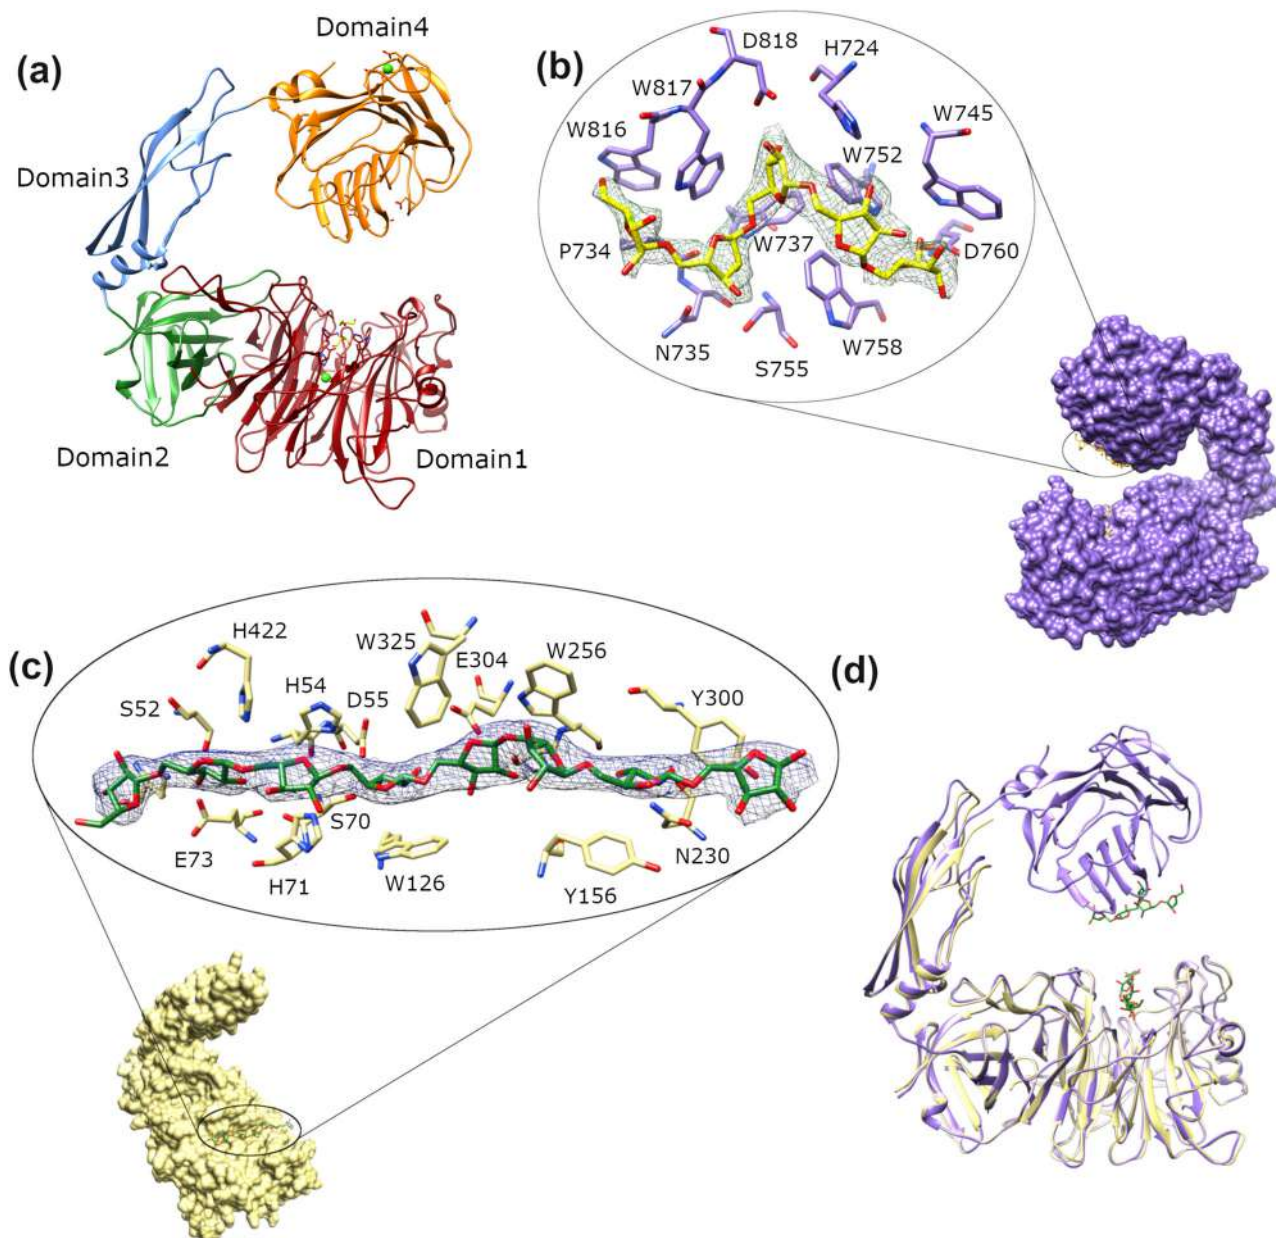 (a)
Domain4
Domain3
Domain2
Domain1
(b)
D818
H724
W817
W745
W816
W752
P734
W737
D760
N735
S755
W758
(c)
H422
W325
E304
W256
S52
H54
D55
Y300
E73
S70
H71
W126
Y156
N230
(d)